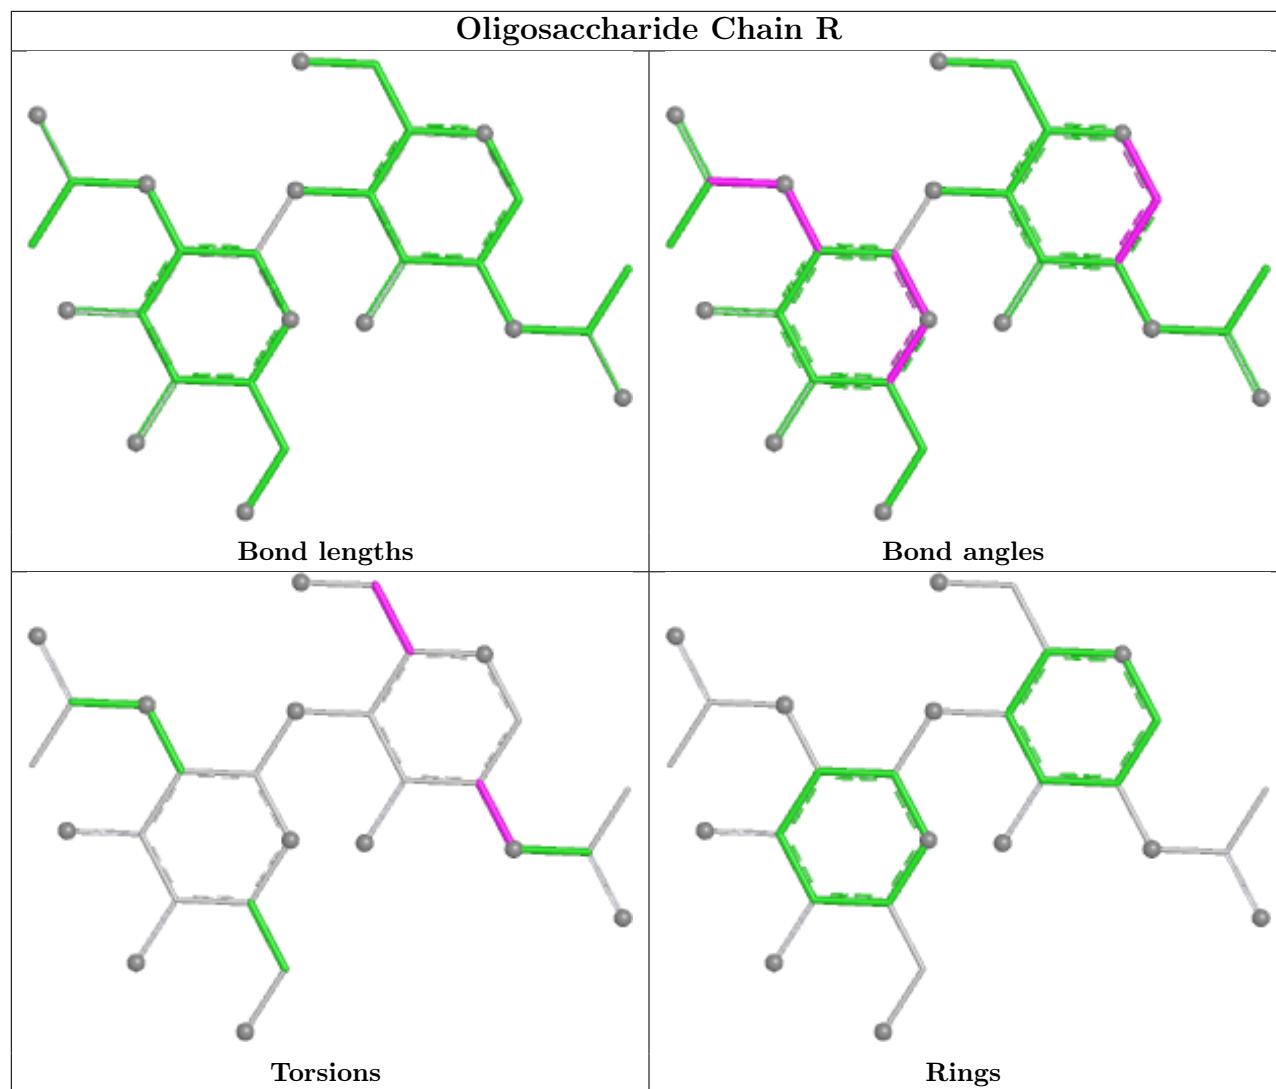 Oligosaccharide Chain R
Bond lengths
Bond angles
Torsions
Rings